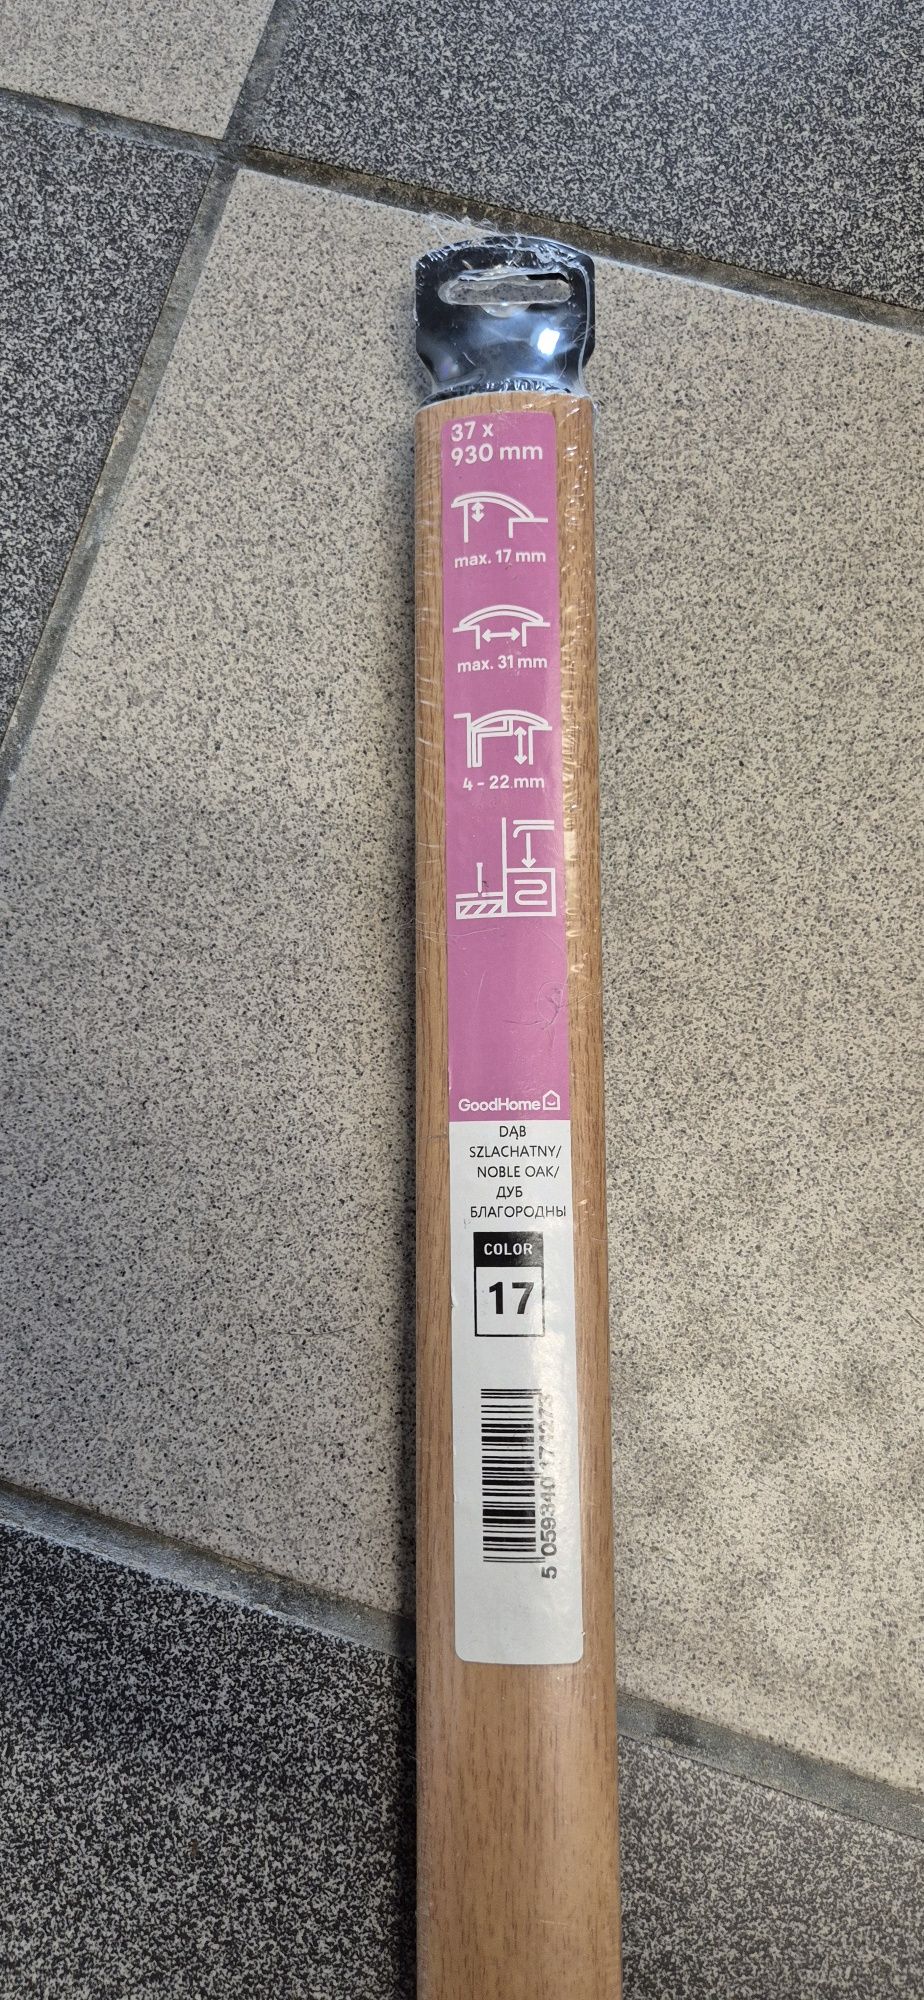 37 x
930 mm
max. 17 mm
max. 31 mm
4 - 22 mm
GoodHome
DĄB
SZLACHATNY/
NOBLE OAK/
ДУБ
БЛАГОРОДНЫ
COLOR
17
5 059340 174273